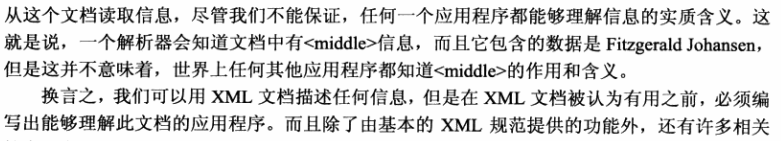 从这个文档读取信息，尽管我们不能保证，任何一个应用程序都能够理解信息的实质含义。这
就是说，一个解析器会知道文档中有<middle>信息，而且它包含的数据是 Fitzgerald Johansen，
但是这并不意味着，世界上任何其他应用程序都知道<middle>的作用和含义。
换言之，我们可以用 XML 文档描述任何信息，但是在 XML 文档被认为有用之前，必须编
写出能够理解此文档的应用程序。而且除了由基本的 XML 规范提供的功能外，还有许多相关